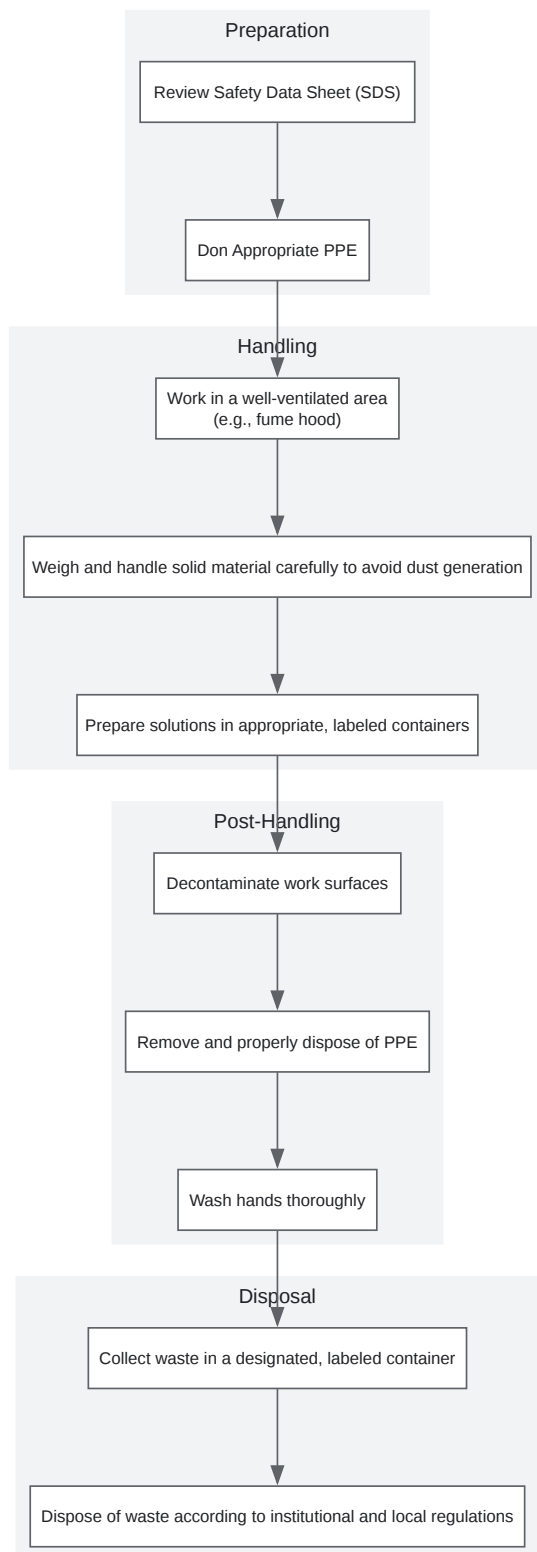 Preparation
Review Safety Data Sheet (SDS)
Don Appropriate PPE
Handling
Work in a well-ventilated area
(e.g., fume hood)
Weigh and handle solid material carefully to avoid dust generation
Prepare solutions in appropriate, labeled containers
Post-Handling
Decontaminate work surfaces
Remove and properly dispose of PPE
Wash hands thoroughly
Disposal
Collect waste in a designated, labeled container
Dispose of waste according to institutional and local regulations